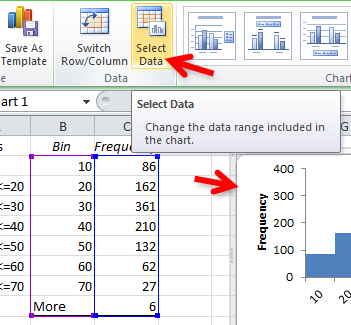 Save As Template
Switch Row/Column
Select Data
Data
Chart
art 1
Select Data
Change the data range included in
the chart.
s Bin Frequency
10 86
<=20 20 162
<=30 30 361
<=40 40 210
<=50 50 132
<=60 60 62
<=70 70 27
More 6
400
300
200
100
0
Frequency
10
20